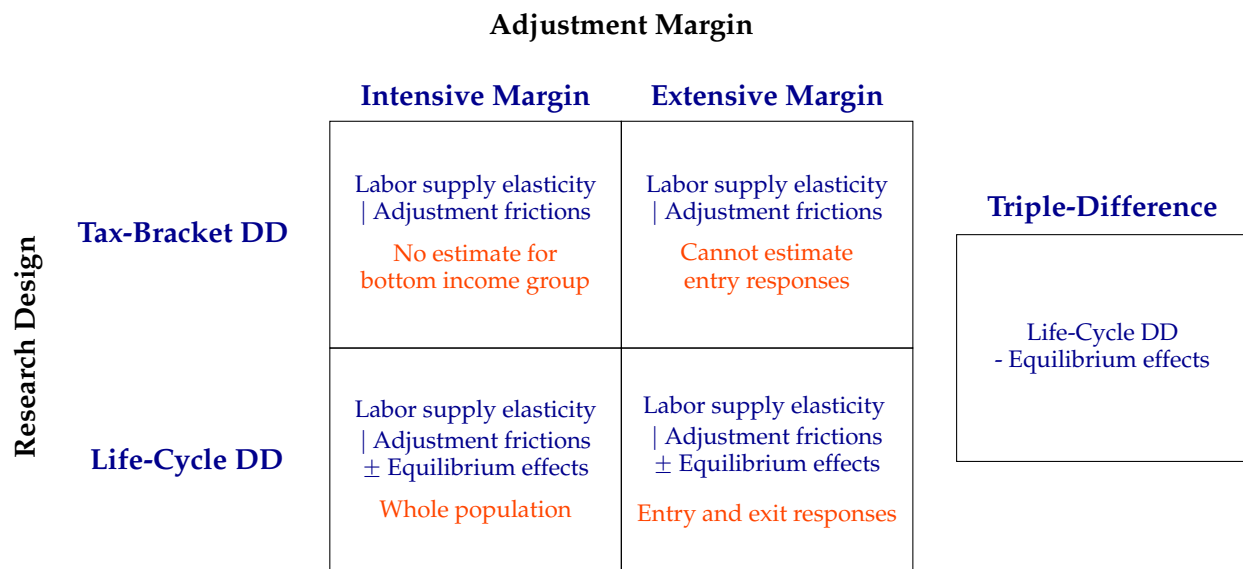 Adjustment Margin
Intensive Margin
Extensive Margin
Research Design
Tax-Bracket DD
Labor supply elasticity
| Adjustment frictions
No estimate for
bottom income group
Labor supply elasticity
| Adjustment frictions
Cannot estimate
entry responses
Life-Cycle DD
Labor supply elasticity
| Adjustment frictions
± Equilibrium effects
Whole population
Labor supply elasticity
| Adjustment frictions
± Equilibrium effects
Entry and exit responses
Triple-Difference
Life-Cycle DD
- Equilibrium effects